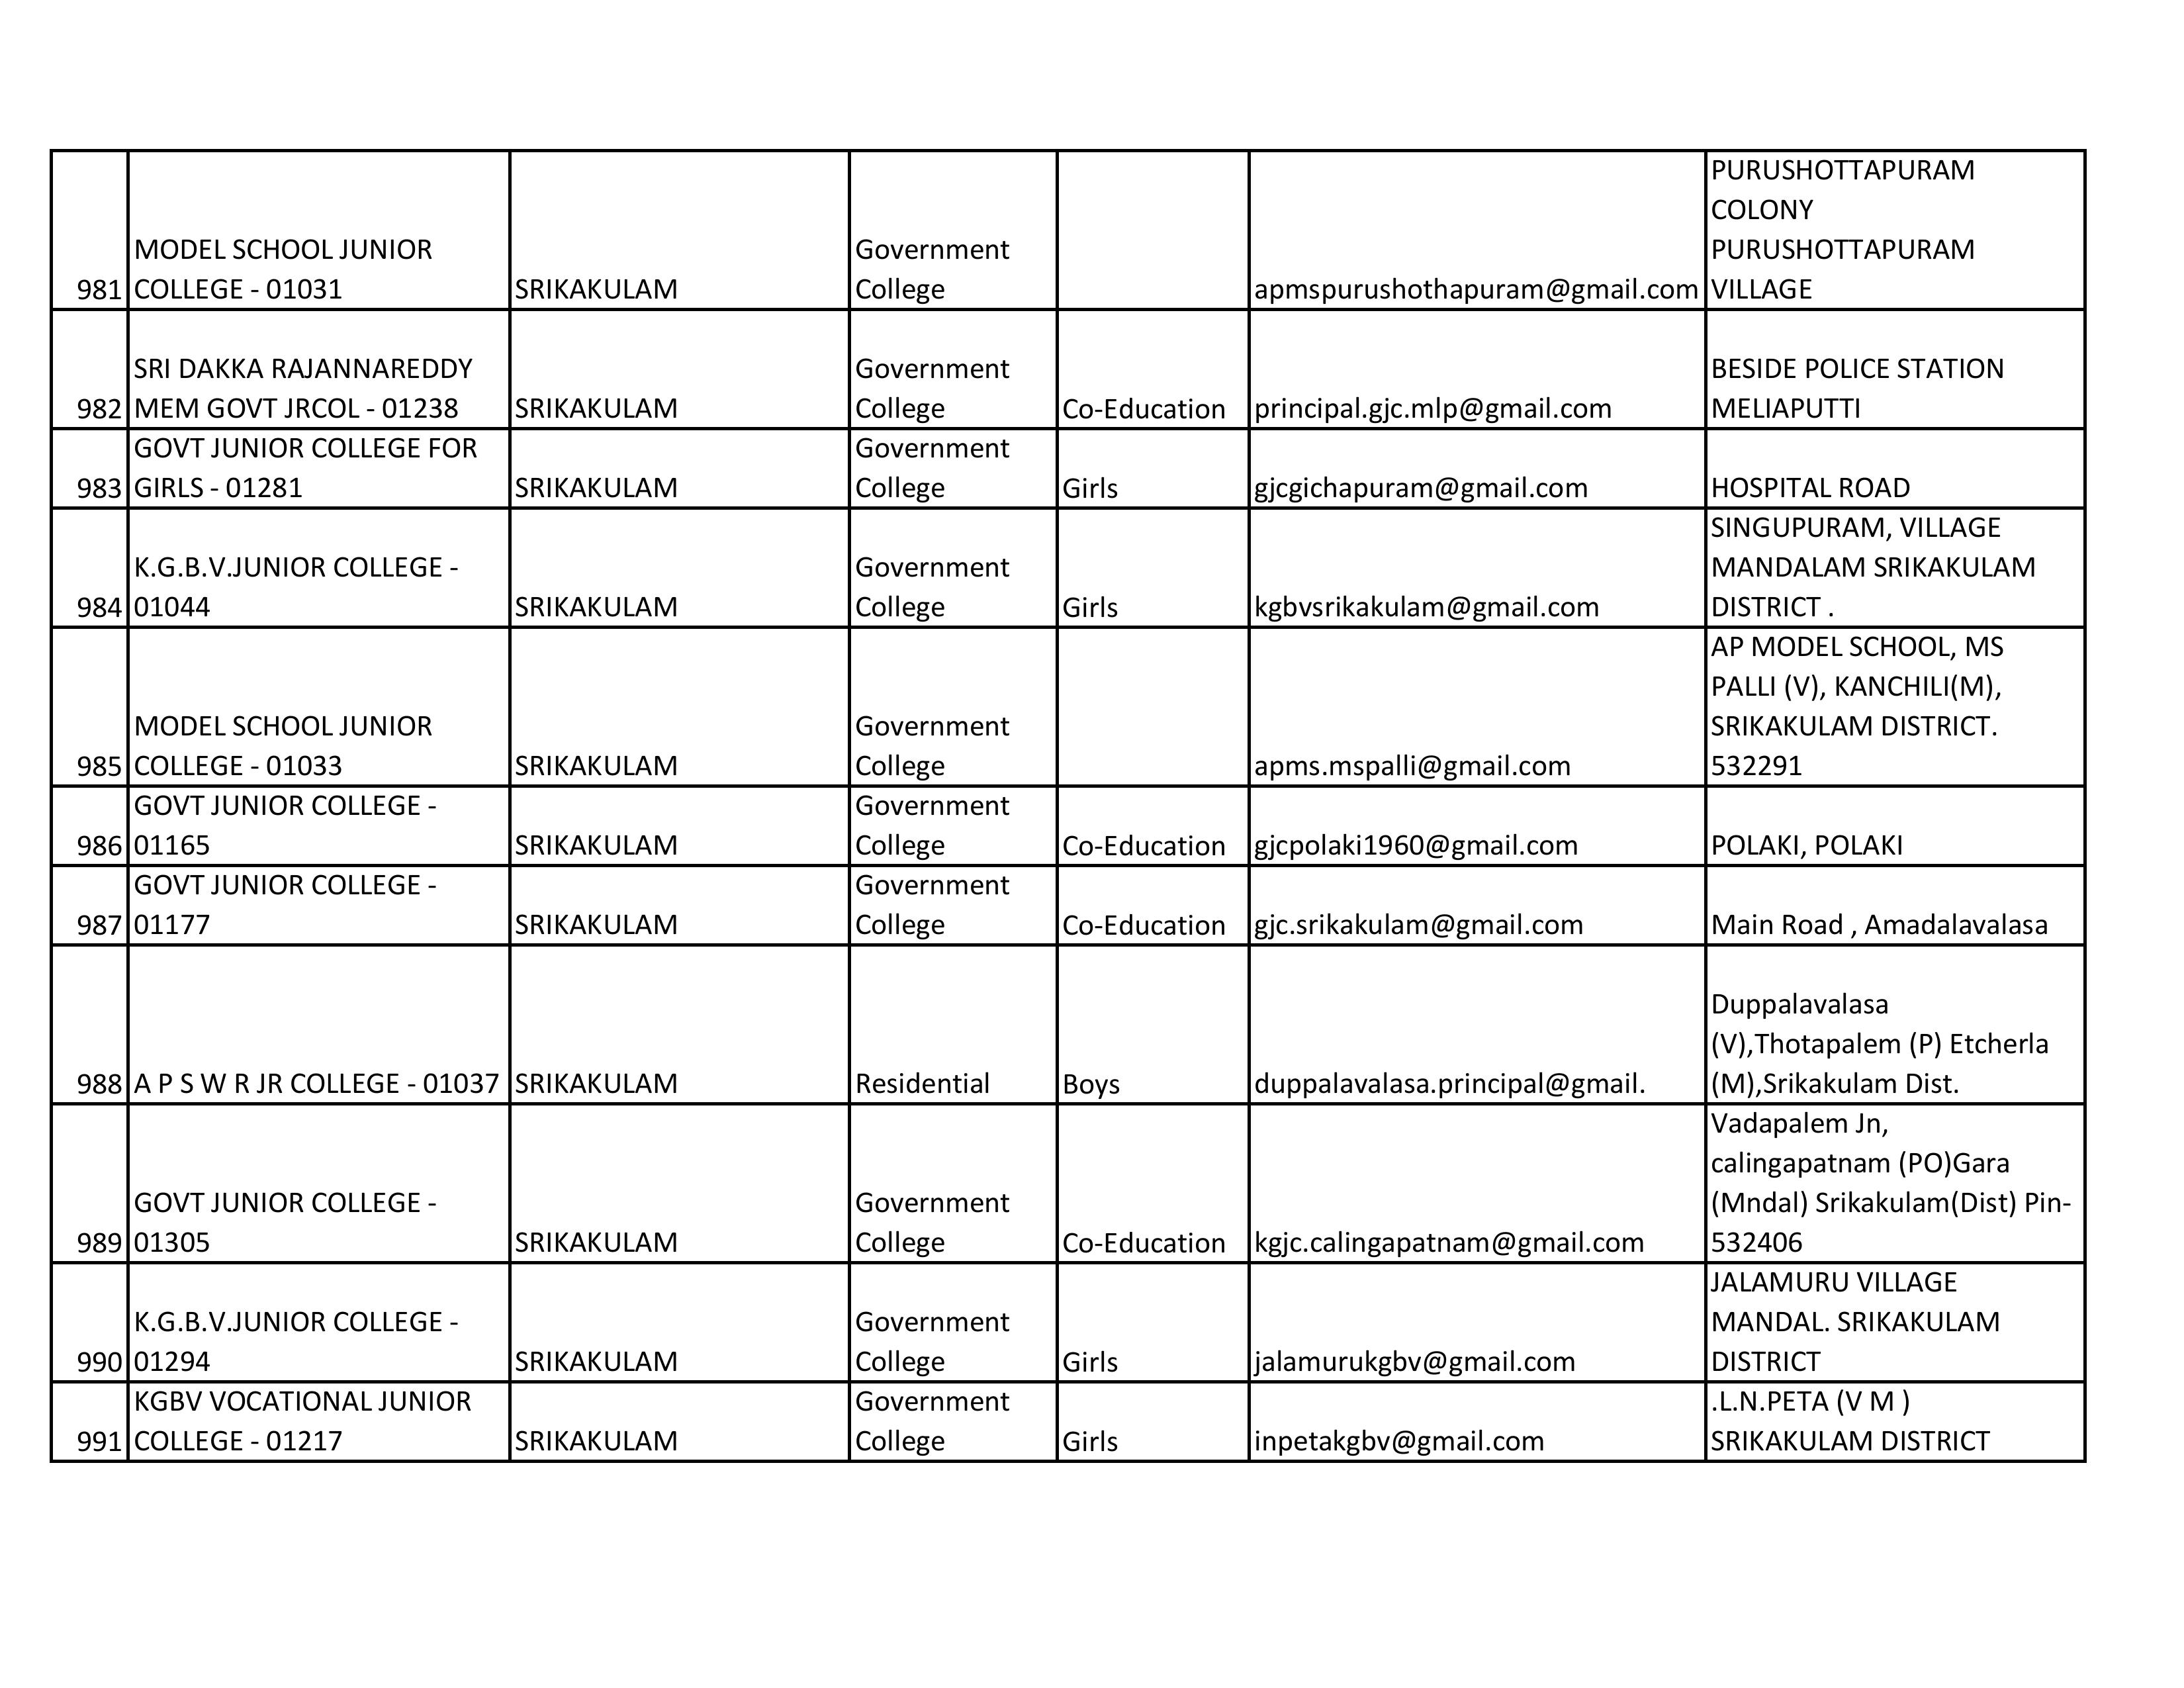 981 MODEL SCHOOL JUNIOR COLLEGE - 01031 SRIKAKULAM Government College apmspurushothapuram@gmail.com PURUSHOTTAPURAM COLONY PURUSHOTTAPURAM VILLAGE
982 SRI DAKKA RAJANNAREDDY MEM GOVT JRCOL - 01238 SRIKAKULAM Government College Co-Education principal.gjc.mlp@gmail.com BESIDE POLICE STATION MELIAPUTTI
983 GOVT JUNIOR COLLEGE FOR GIRLS - 01281 SRIKAKULAM Government College Girls gjcgichapuram@gmail.com HOSPITAL ROAD
984 K.G.B.V.JUNIOR COLLEGE - 01044 SRIKAKULAM Government College Girls kgbvsrikakulam@gmail.com SINGUPURAM, VILLAGE MANDALAM SRIKAKULAM DISTRICT .
985 MODEL SCHOOL JUNIOR COLLEGE - 01033 SRIKAKULAM Government College apms.mspalli@gmail.com AP MODEL SCHOOL, MS PALLI (V), KANCHILI(M), SRIKAKULAM DISTRICT. 532291
986 GOVT JUNIOR COLLEGE - 01165 SRIKAKULAM Government College Co-Education gjcpolaki1960@gmail.com POLAKI, POLAKI
987 GOVT JUNIOR COLLEGE - 01177 SRIKAKULAM Government College Co-Education gjc.srikakulam@gmail.com Main Road , Amadalavalasa
988 A P S W R JR COLLEGE - 01037 SRIKAKULAM Residential Boys duppalavalasa.principal@gmail. Duppalavalasa (V),Thotapalem (P) Etcherla (M),Srikakulam Dist.
989 GOVT JUNIOR COLLEGE - 01305 SRIKAKULAM Government College Co-Education kgjc.calingapatnam@gmail.com Vadapalem Jn, calingapatnam (PO)Gara (Mndal) Srikakulam(Dist) Pin-532406
990 K.G.B.V.JUNIOR COLLEGE - 01294 SRIKAKULAM Government College Girls jalamurukgbv@gmail.com JALAMURU VILLAGE MANDAL. SRIKAKULAM DISTRICT
991 KGBV VOCATIONAL JUNIOR COLLEGE - 01217 SRIKAKULAM Government College Girls inpetakgbv@gmail.com .L.N.PETA (V M ) SRIKAKULAM DISTRICT